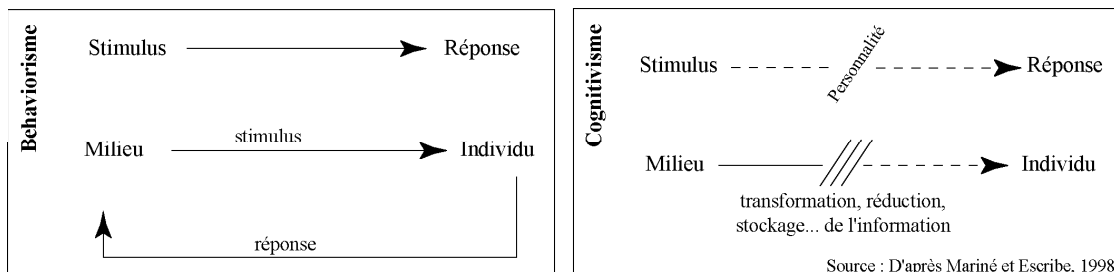 Behaviorisme
Stimulus Réponse
stimulus
Milieu Individu
réponse
Cognitivisme
Stimulus Personnalité Réponse
Milieu Individu
transformation, réduction,
stockage... de l'information
Source : D'après Mariné et Escribe, 1998